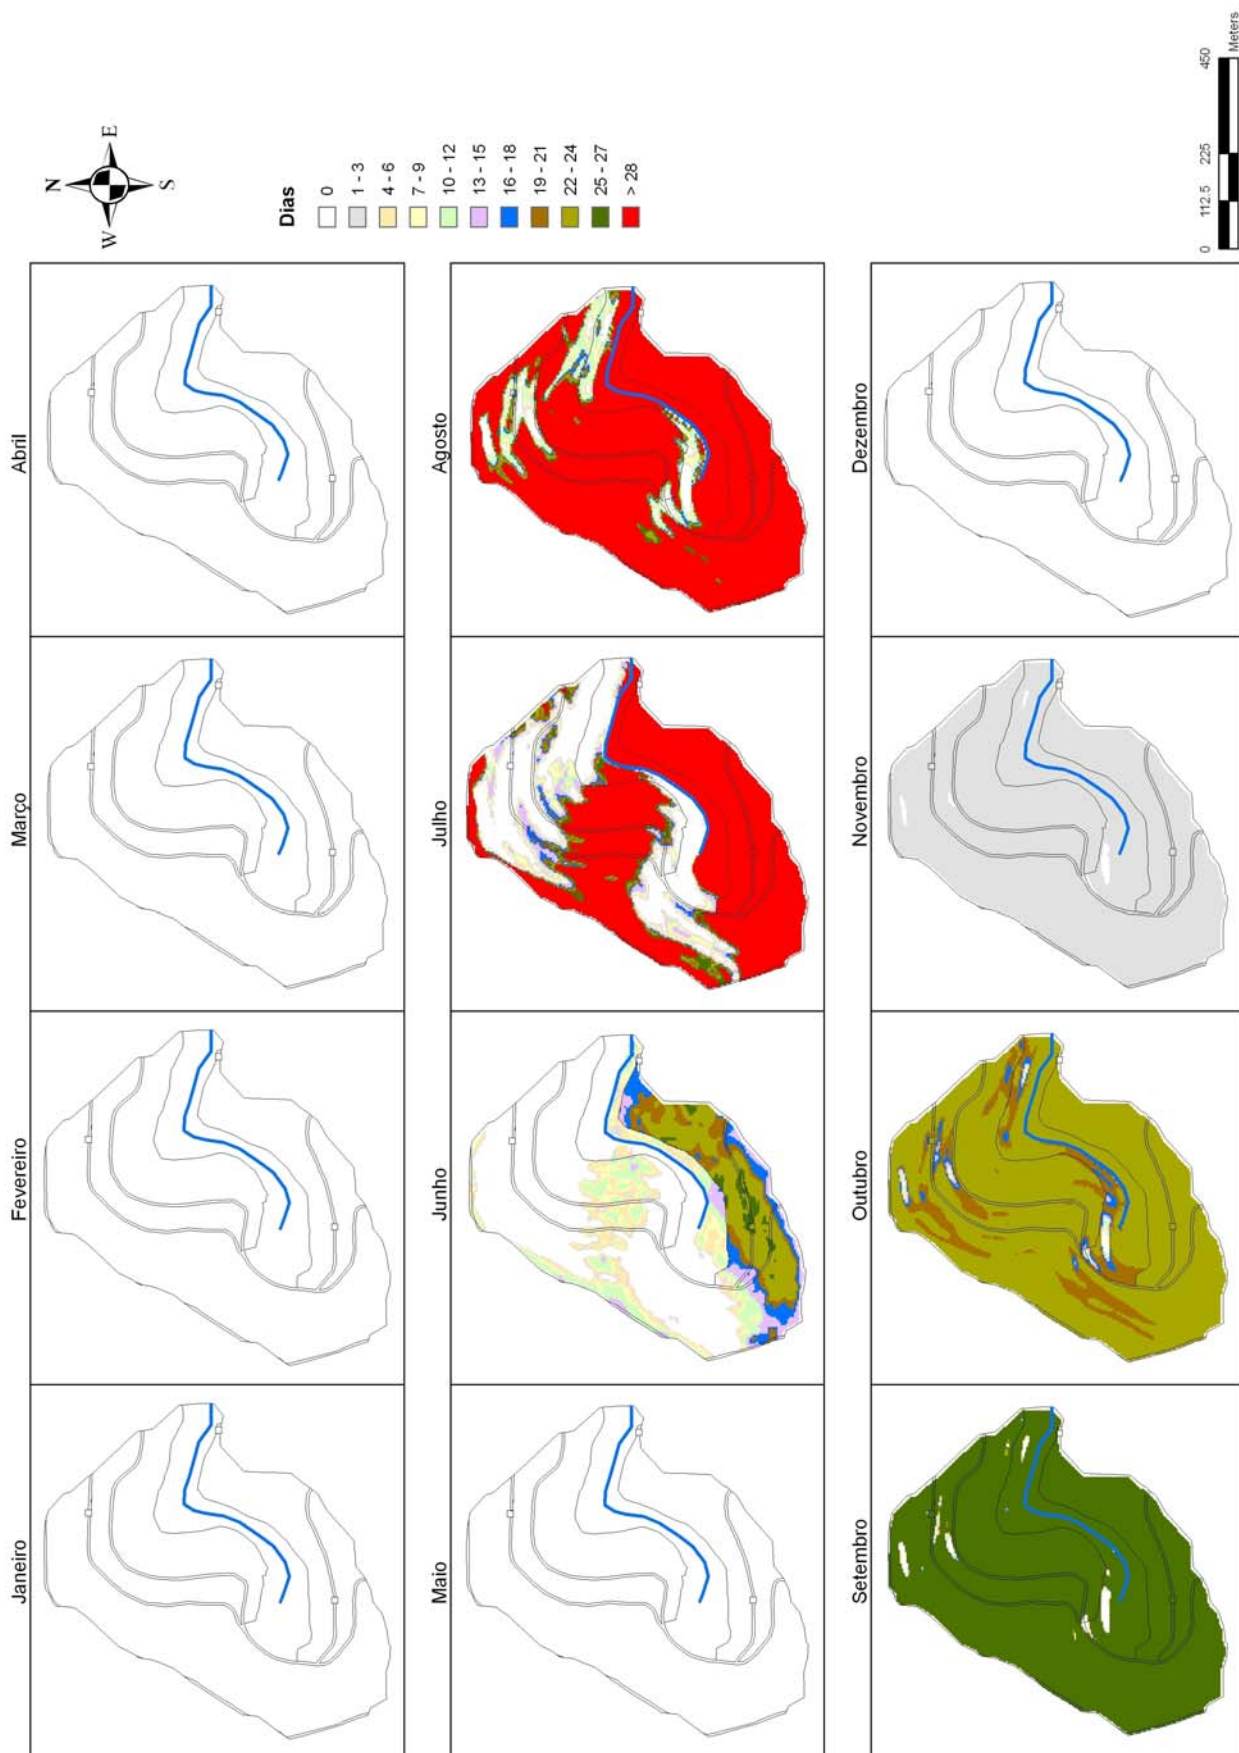 Janeiro
Fevereiro
Março
Abril
Maio
Junho
Julho
Agosto
Setembro
Outubro
Novembro
Dezembro
N
W
E
S
Dias
0
1 - 3
4 - 6
7 - 9
10 - 12
13 - 15
16 - 18
19 - 21
22 - 24
25 - 27
> 28
0 112.5 225 450
Meters